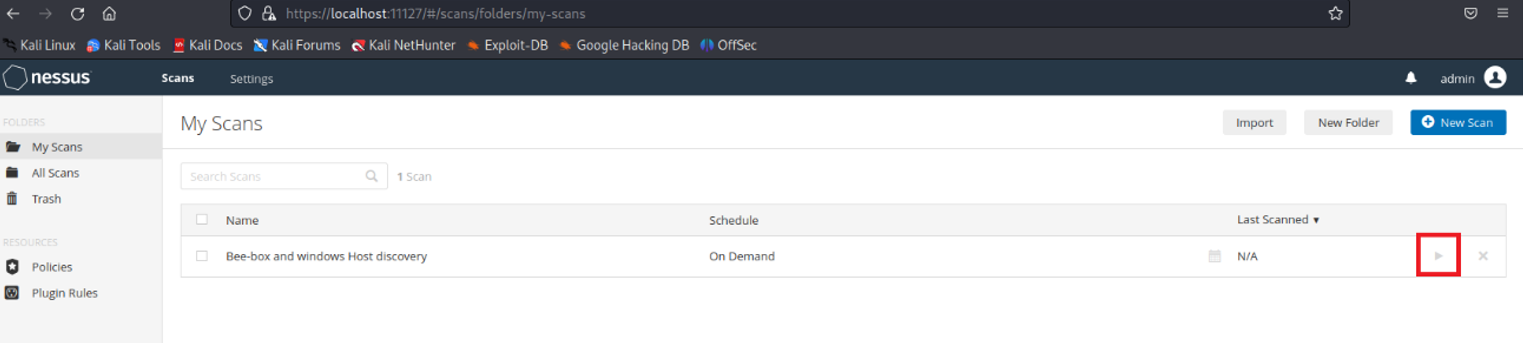 https://localhost:11127/#/scans/folders/my-scans
Kali Linux Kali Tools Kali Docs Kali Forums Kali NetHunter Exploit-DB Google Hacking DB OffSec
nessus Scans Settings admin
FOLDERS
My Scans
All Scans
Trash
RESOURCES
Policies
Plugin Rules
My Scans Import New Folder New Scan
Search Scans 1 Scan
Name Schedule Last Scanned ▼
Bee-box and windows Host discovery On Demand N/A